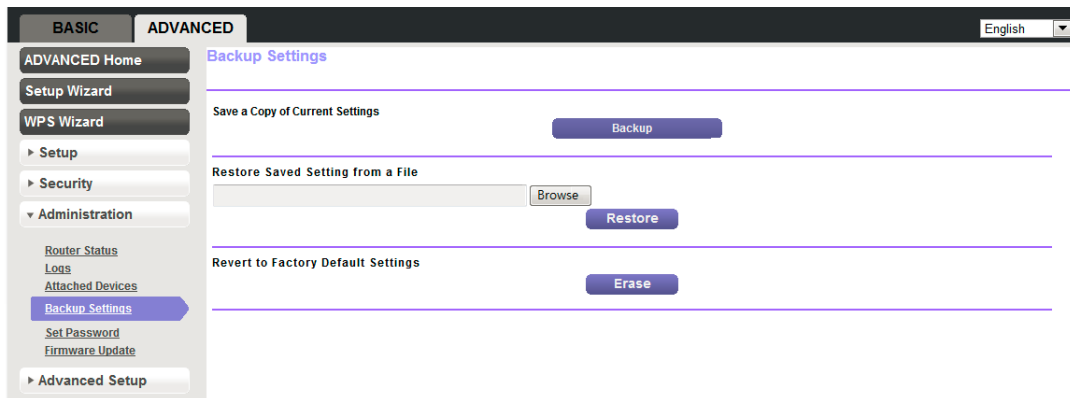 BASIC
ADVANCED
English
ADVANCED Home
Setup Wizard
WPS Wizard
Setup
Security
Administration
Router Status
Logs
Attached Devices
Backup Settings
Set Password
Firmware Update
Advanced Setup
Backup Settings
Save a Copy of Current Settings
Backup
Restore Saved Setting from a File
Browse
Restore
Revert to Factory Default Settings
Erase